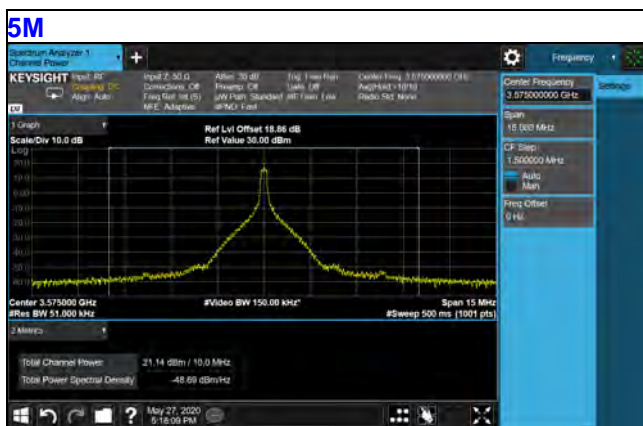 5M
Spectrum Analyzer 1
Channel Power
Frequency
KEYSIGHT Input: RF
Coupling: DC
Align: Auto
Input Z: 50 Ω
Corrections: Off
Freq Ref: Int (S)
NFE: Adaptive
Atten: 30 dB
Preamp: Off
µW Path: Standard
#PNO: Fast
Trig: Free Run
Gate: Off
#IF Gain: Low
Center Freq: 3.575000000 GHz
Avg|Hold:>10/10
Radio Std: None
Center Frequency
3.575000000 GHz
Settings
Span
15.000 MHz
CF Step
1.500000 MHz
Auto
Man
Freq Offset
0 Hz
1 Graph
Scale/Div 10.0 dB
Ref Lvl Offset 18.86 dB
Ref Value 30.00 dBm
Log
20.0
10.0
0.00
Center 3.575000 GHz
#Video BW 150.00 kHz*
Span 15 MHz
#Res BW 51.000 kHz
#Sweep 500 ms (1001 pts)
2 Metrics
Total Channel Power 21.14 dBm / 10.0 MHz
Total Power Spectral Density -48.69 dBm/Hz
May 27, 2020
5:18:09 PM